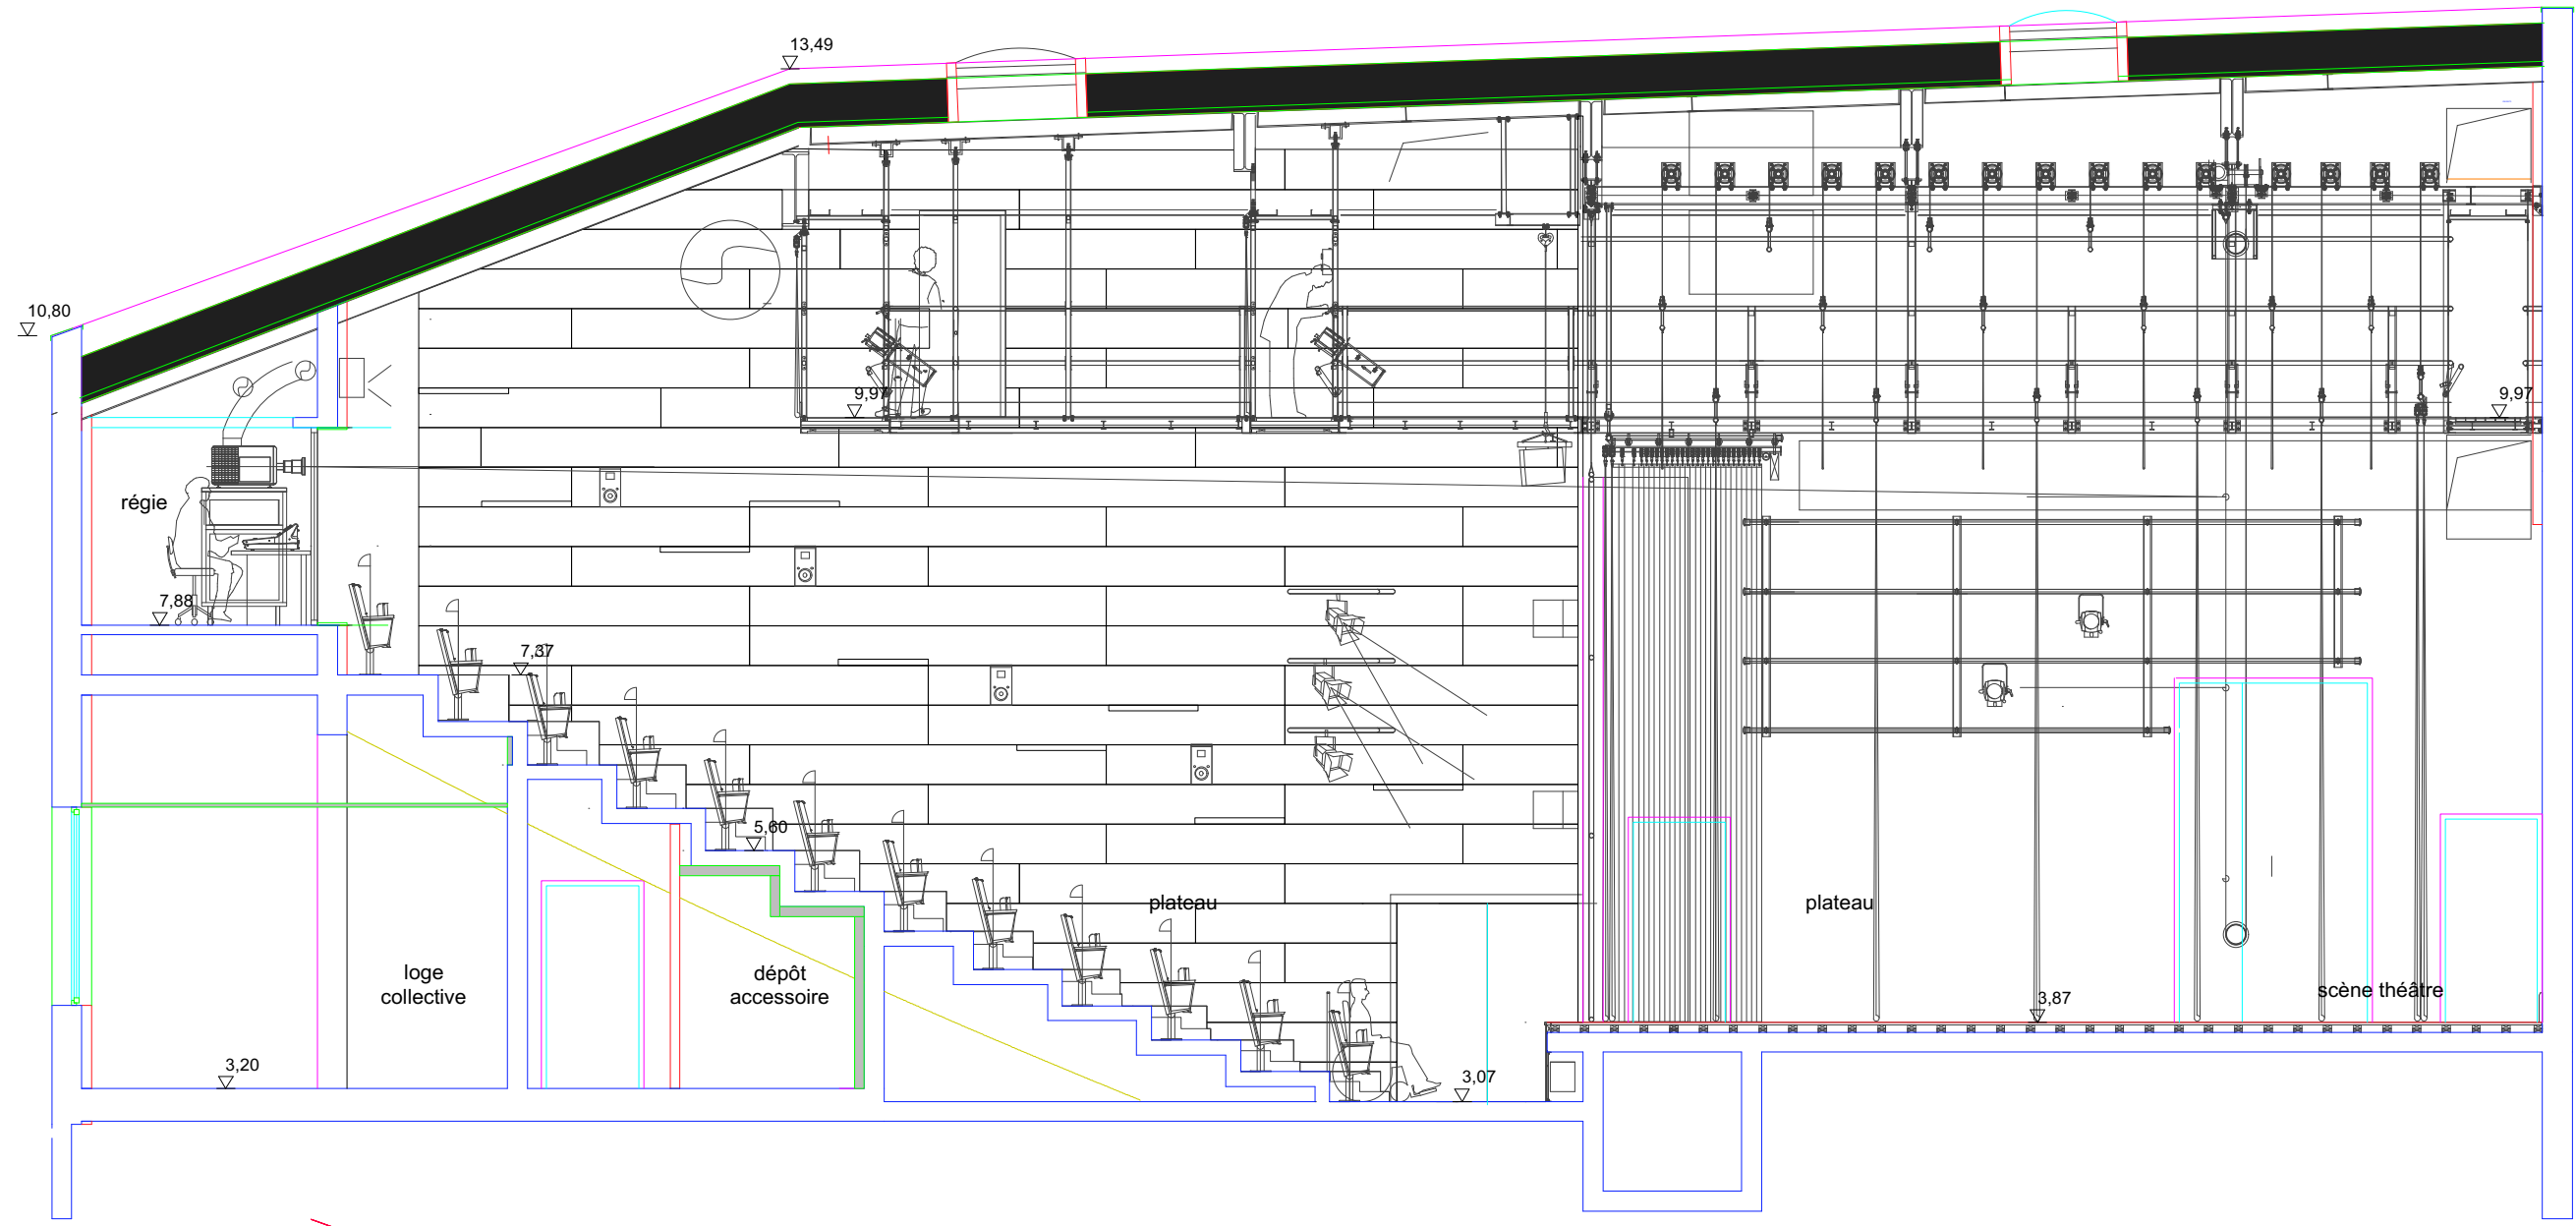 13,49
10,80
9,97
9,97
régie
7,88
7,37
5,60
plateau
plateau
loge
collective
dépôt
accessoire
scène théâtre
3,87
3,20
3,07